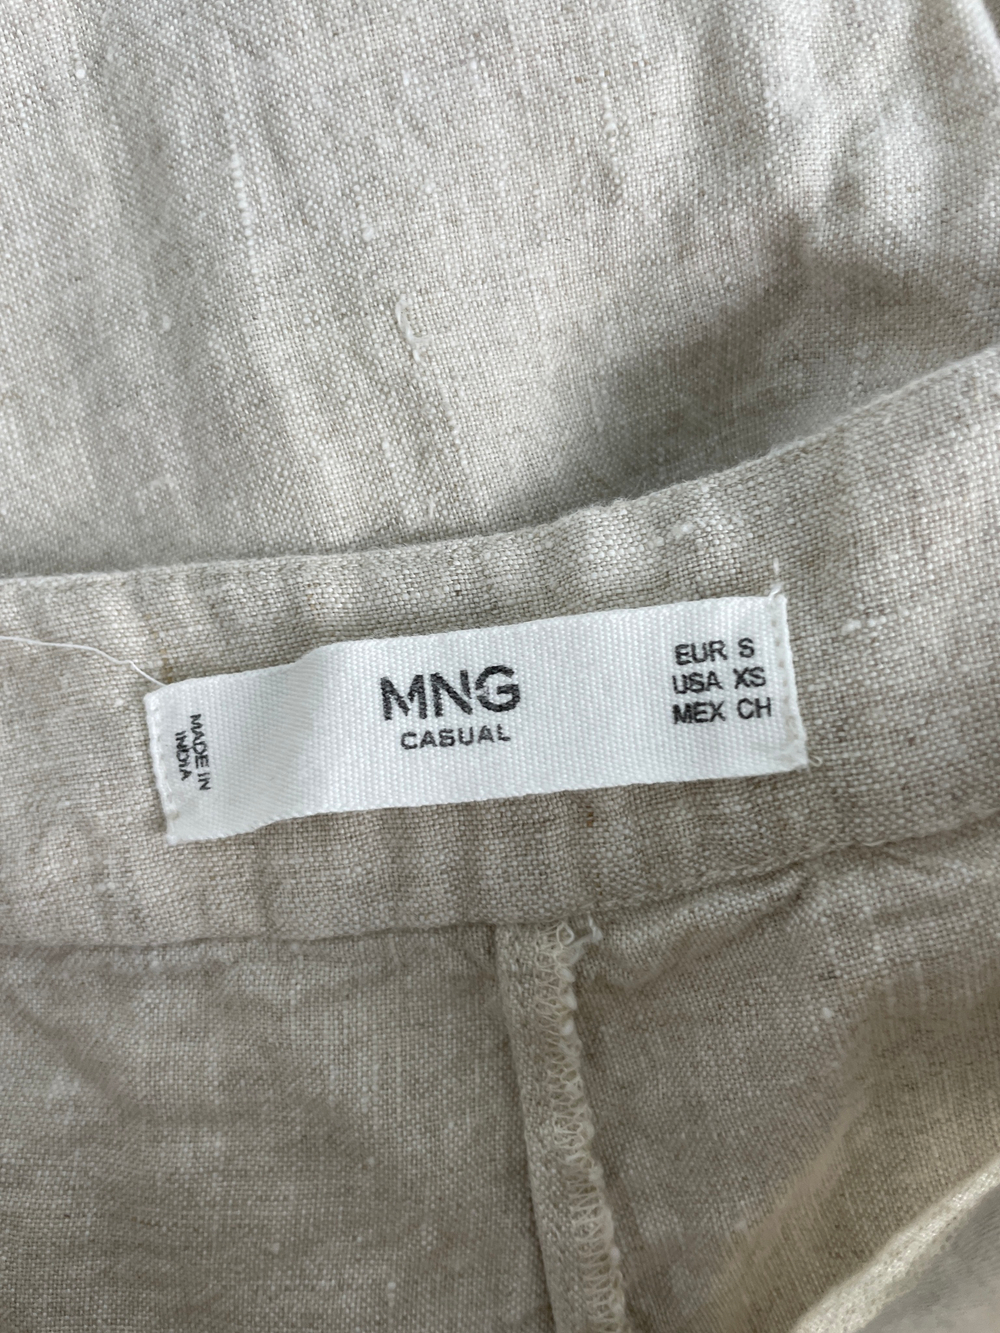 MNG
CASUAL
EUR S
USA XS
MEX CH
MADE IN
INDIA